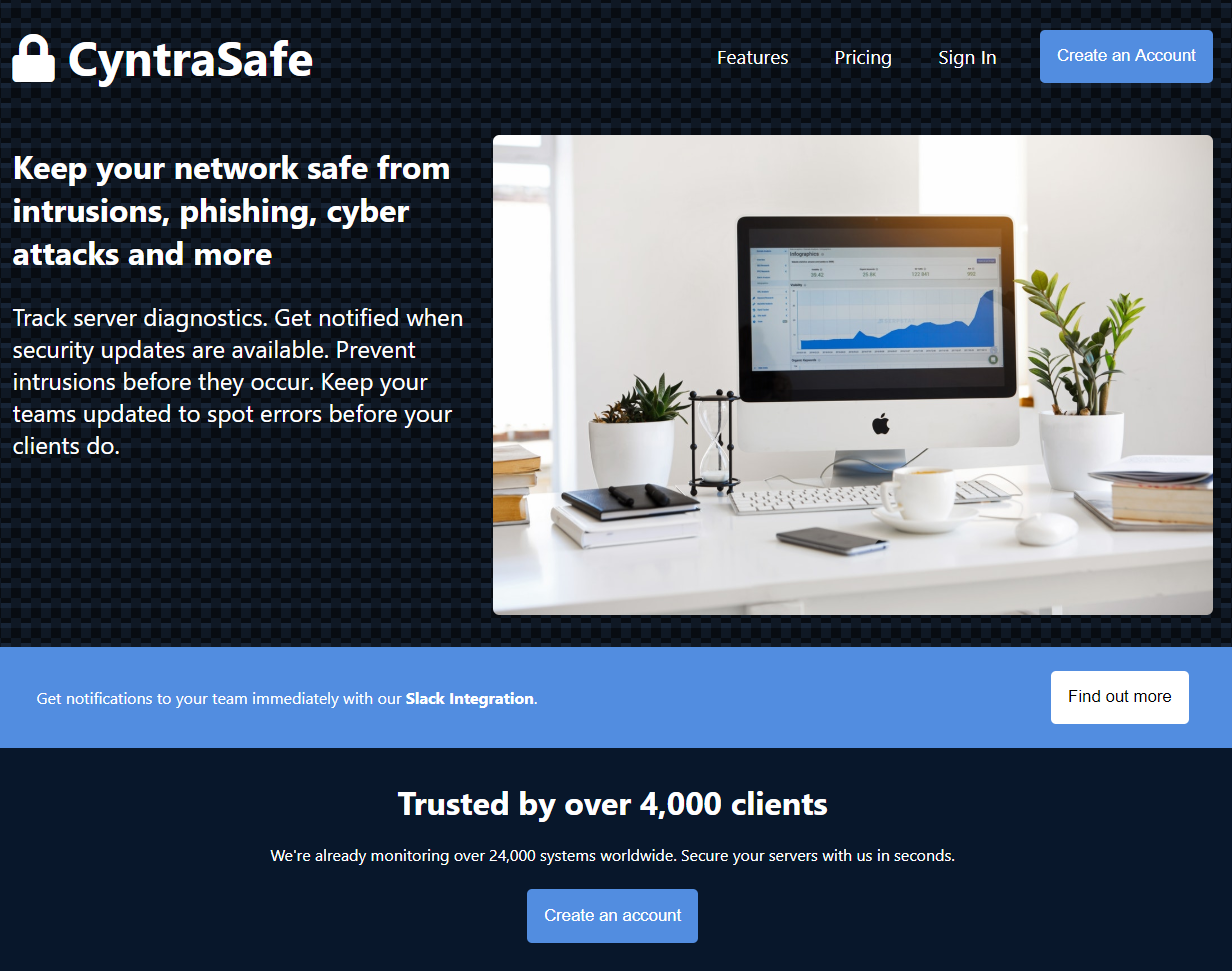 CyntraSafe
Features
Pricing
Sign In
Create an Account
Keep your network safe from
intrusions, phishing, cyber
attacks and more
Track server diagnostics. Get notified when
security updates are available. Prevent
intrusions before they occur. Keep your
teams updated to spot errors before your
clients do.
Infographics
Get notifications to your team immediately with our Slack Integration.
Find out more
Trusted by over 4,000 clients
We're already monitoring over 24,000 systems worldwide. Secure your servers with us in seconds.
Create an account